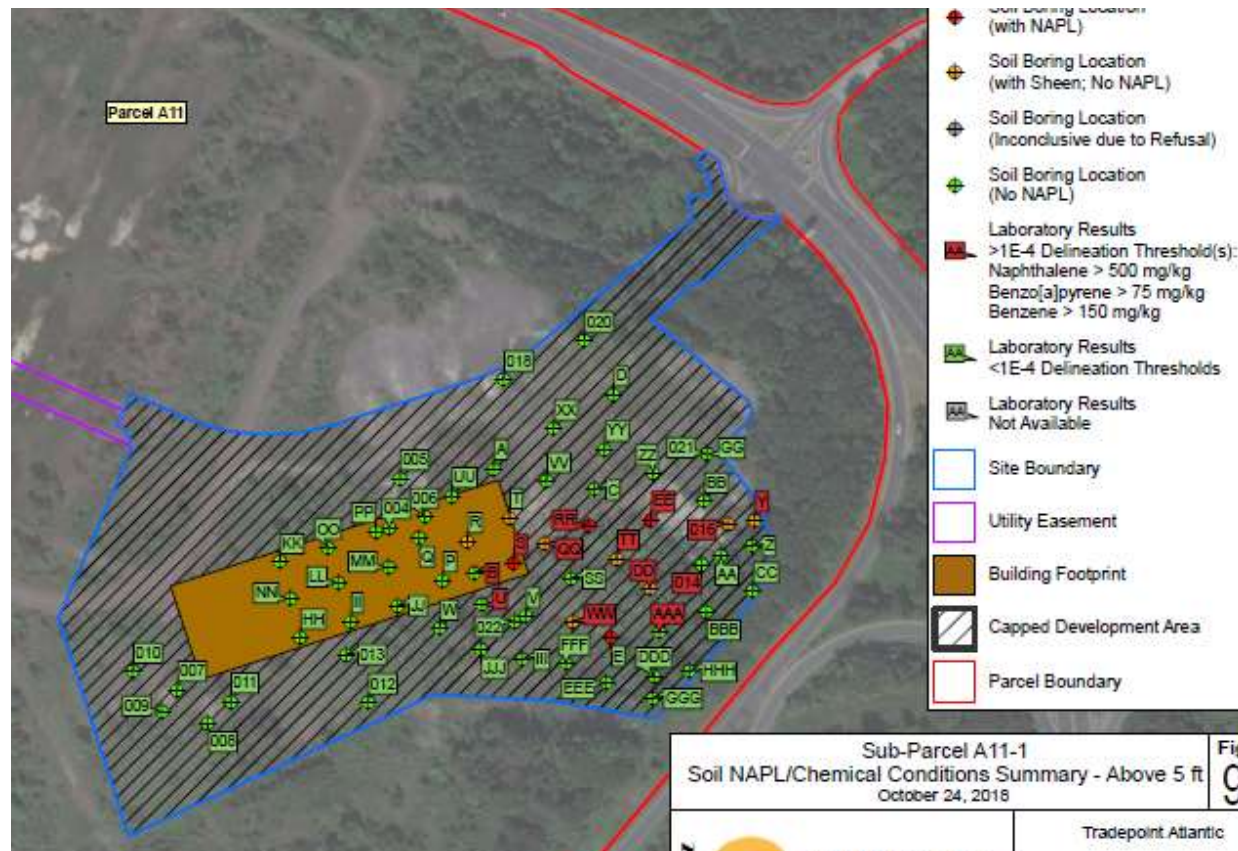 (with NAPL)
Soil Boring Location
(with Sheen; No NAPL)
Soil Boring Location
(Inconclusive due to Refusal)
Soil Boring Location
(No NAPL)
Laboratory Results
>1E-4 Delineation Threshold(s):
Naphthalene > 500 mg/kg
Benzo[a]pyrene > 75 mg/kg
Benzene > 150 mg/kg
AA
Laboratory Results
<1E-4 Delineation Thresholds
AA
Laboratory Results
Not Available
AA
Site Boundary
Utility Easement
Building Footprint
Capped Development Area
Parcel Boundary
Parcel A11
020
018
D
XX
YY
A
VV
ZZ
021
GG
005
UU
C
BB
PP
004
006
T
RR
EE
Y
OO
R
016
KK
QQ
TT
Z
MM
Q
P
S
DD
LL
B
SS
014
AA
CC
NN
II
JJ
W
U
V
HH
022
WW
AAA
BBB
010
007
013
JJJ
III
FFF
E
DDD
HHH
009
011
012
EEE
GGG
008
Sub-Parcel A11-1
Soil NAPL/Chemical Conditions Summary - Above 5 ft
October 24, 2018
Tradepoint Atlantic